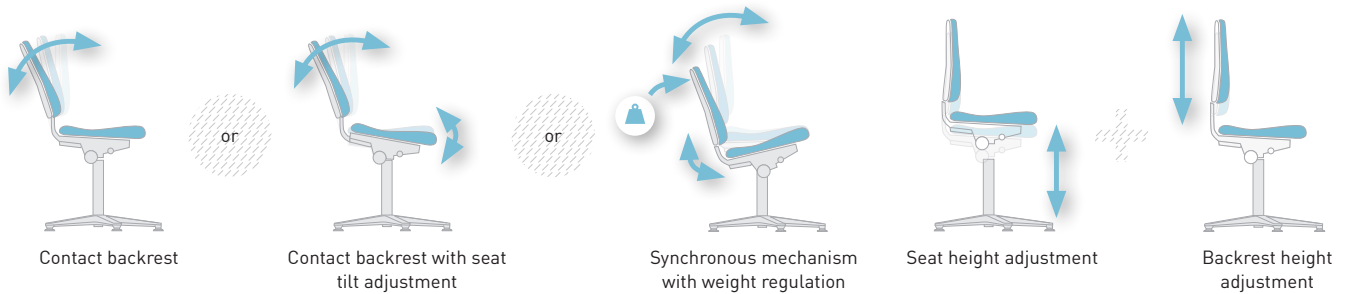 or
or
Contact backrest
Contact backrest with seat
tilt adjustment
Synchronous mechanism
with weight regulation
Seat height adjustment
Backrest height
adjustment